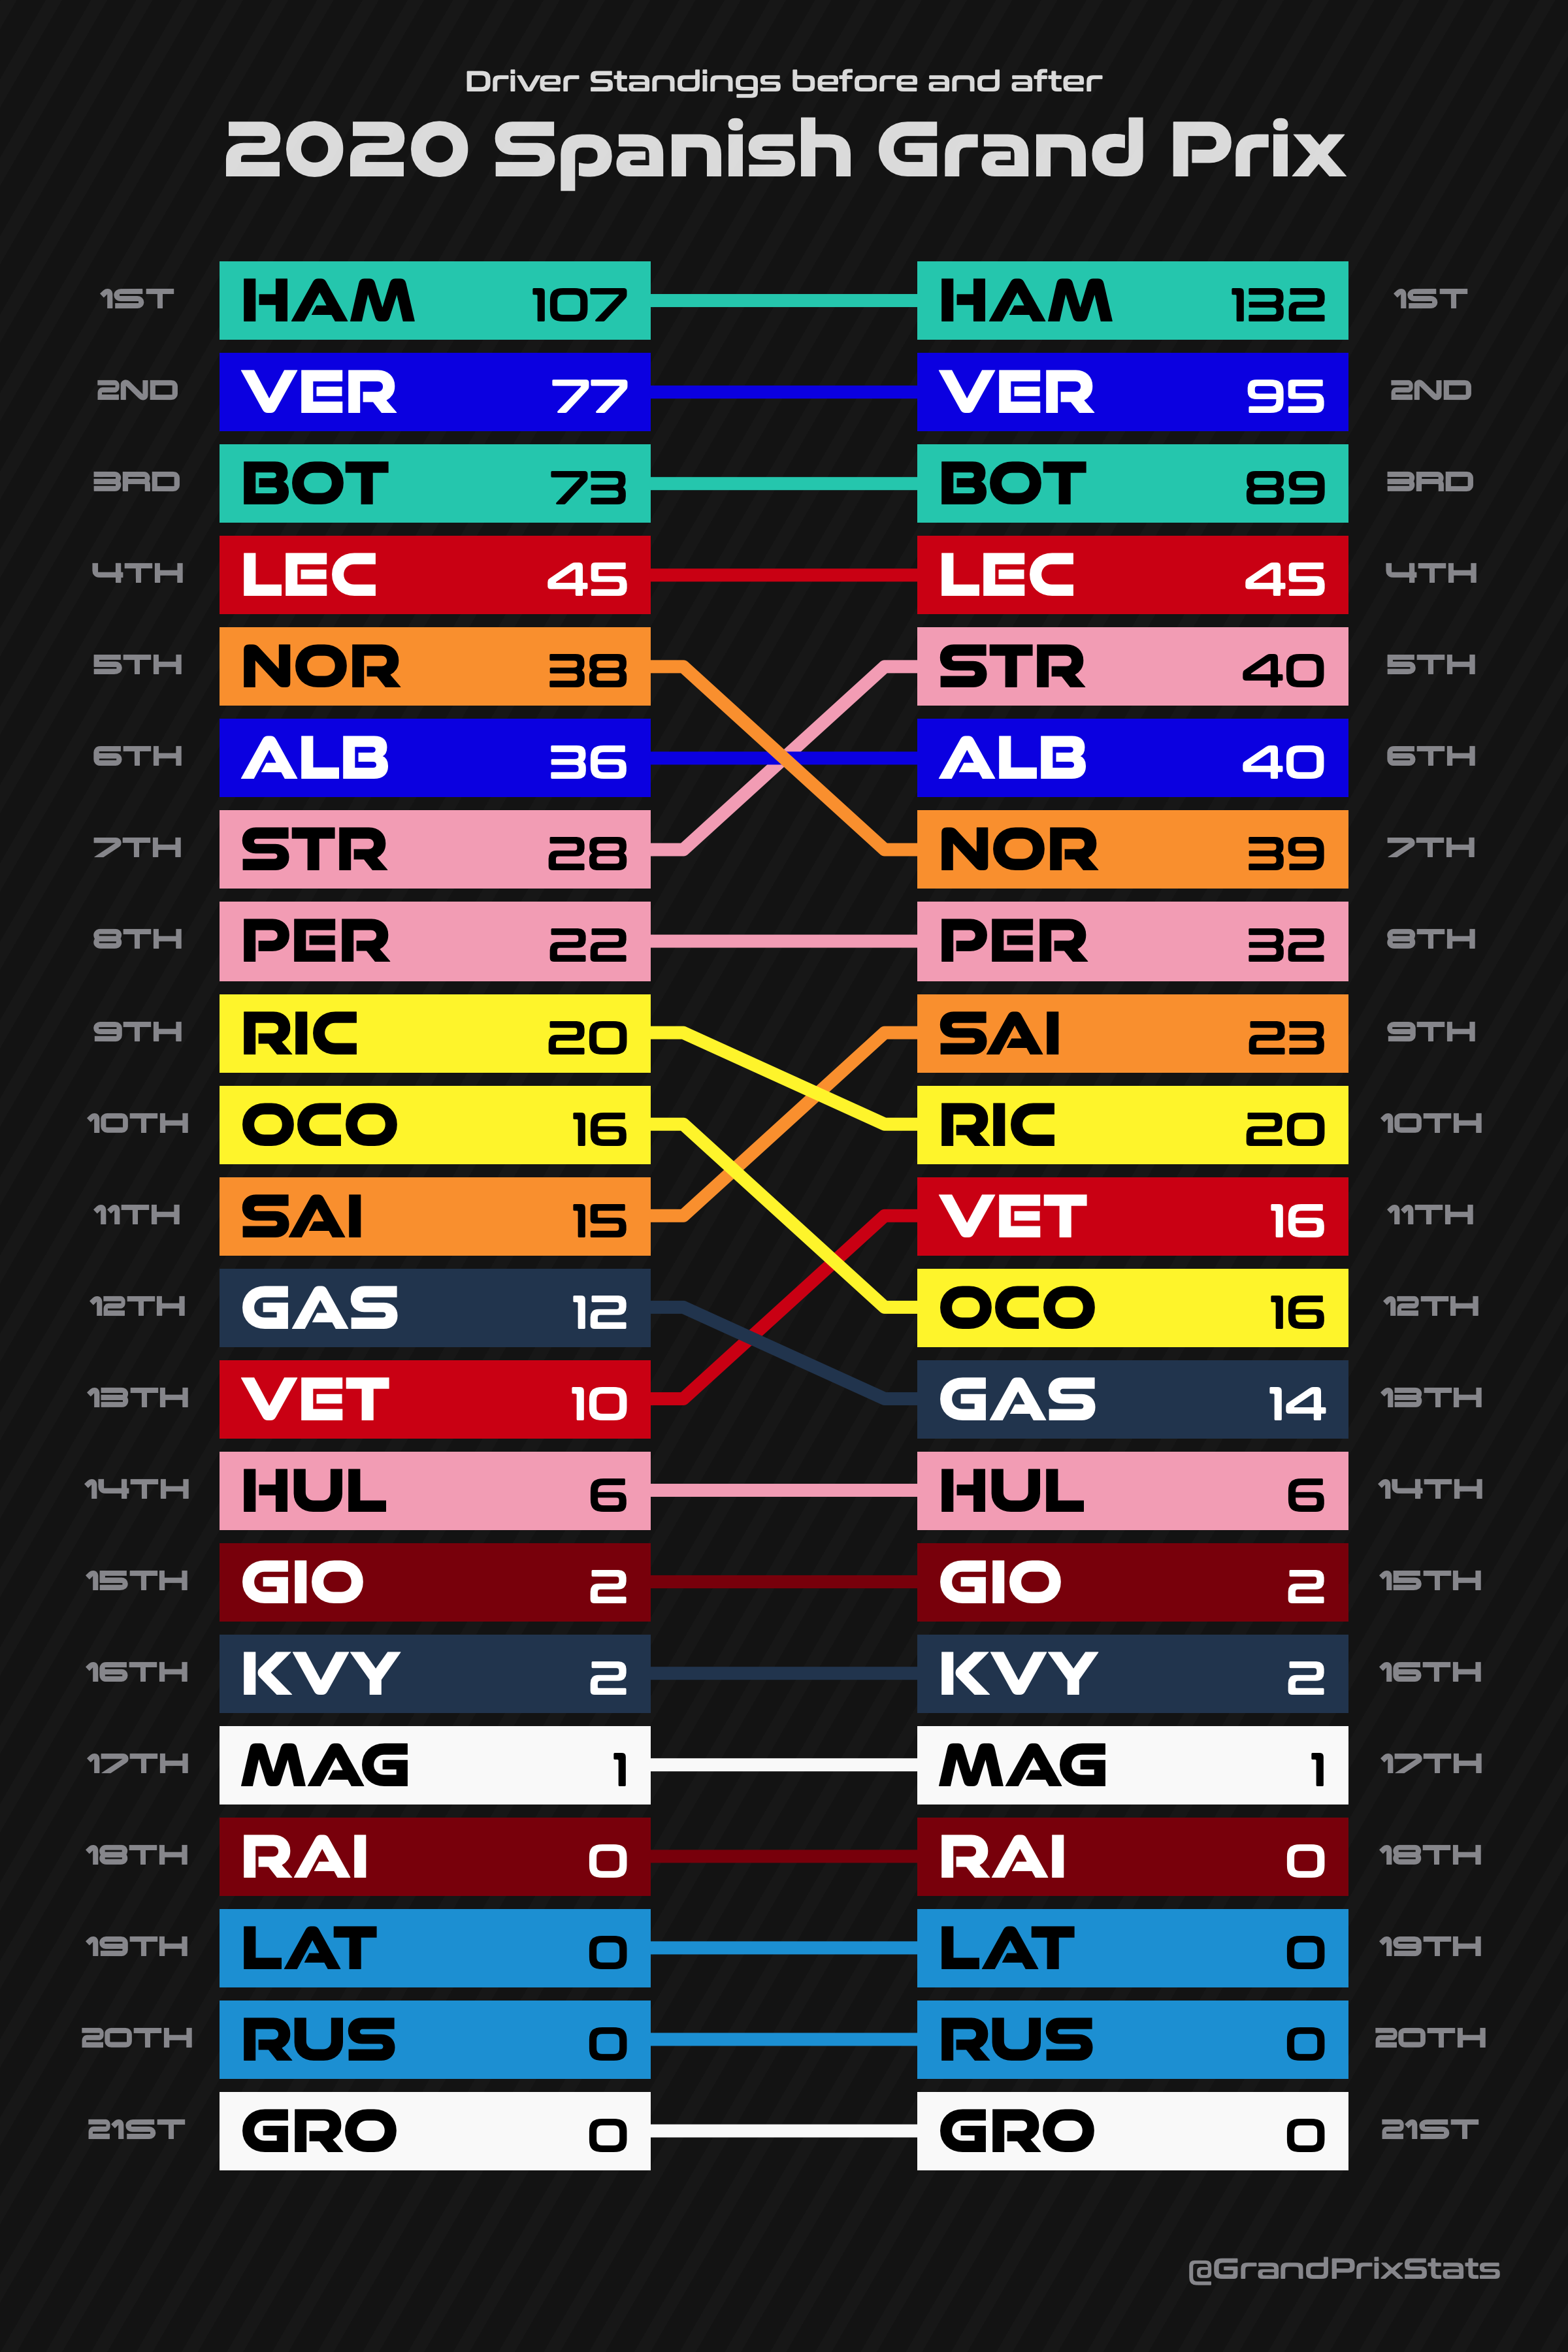 Driver Standings before and after
2020 Spanish Grand Prix
1ST HAM 107 HAM 132 1ST
2ND VER 77 VER 95 2ND
3RD BOT 73 BOT 89 3RD
4TH LEC 45 LEC 45 4TH
5TH NOR 38 STR 40 5TH
6TH ALB 36 ALB 40 6TH
7TH STR 28 NOR 39 7TH
8TH PER 22 PER 32 8TH
9TH RIC 20 SAI 23 9TH
10TH OCO 16 RIC 20 10TH
11TH SAI 15 VET 16 11TH
12TH GAS 12 OCO 16 12TH
13TH VET 10 GAS 14 13TH
14TH HUL 6 HUL 6 14TH
15TH GIO 2 GIO 2 15TH
16TH KVY 2 KVY 2 16TH
17TH MAG 1 MAG 1 17TH
18TH RAI 0 RAI 0 18TH
19TH LAT 0 LAT 0 19TH
20TH RUS 0 RUS 0 20TH
21ST GRO 0 GRO 0 21ST
@GrandPrixStats